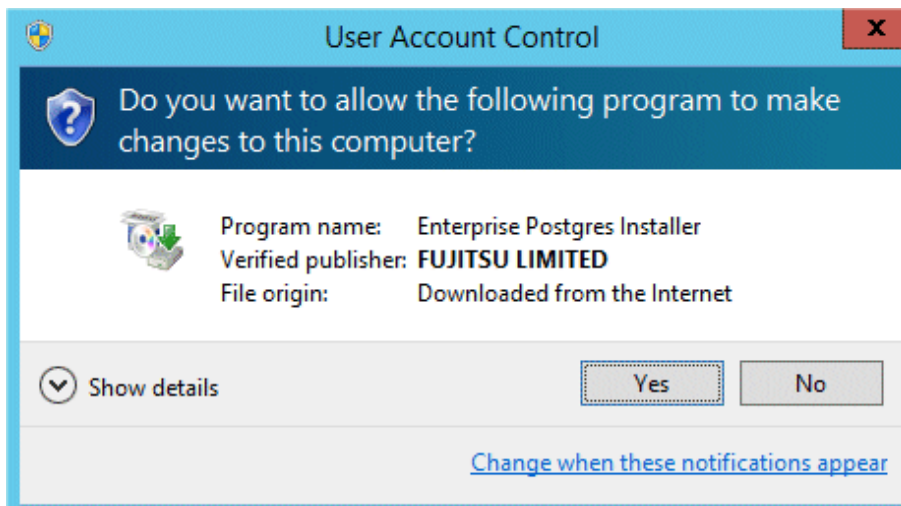 User Account Control
x
Do you want to allow the following program to make
changes to this computer?
Program name: Enterprise Postgres Installer
Verified publisher: FUJITSU LIMITED
File origin: Downloaded from the Internet
Show details
Yes
No
Change when these notifications appear